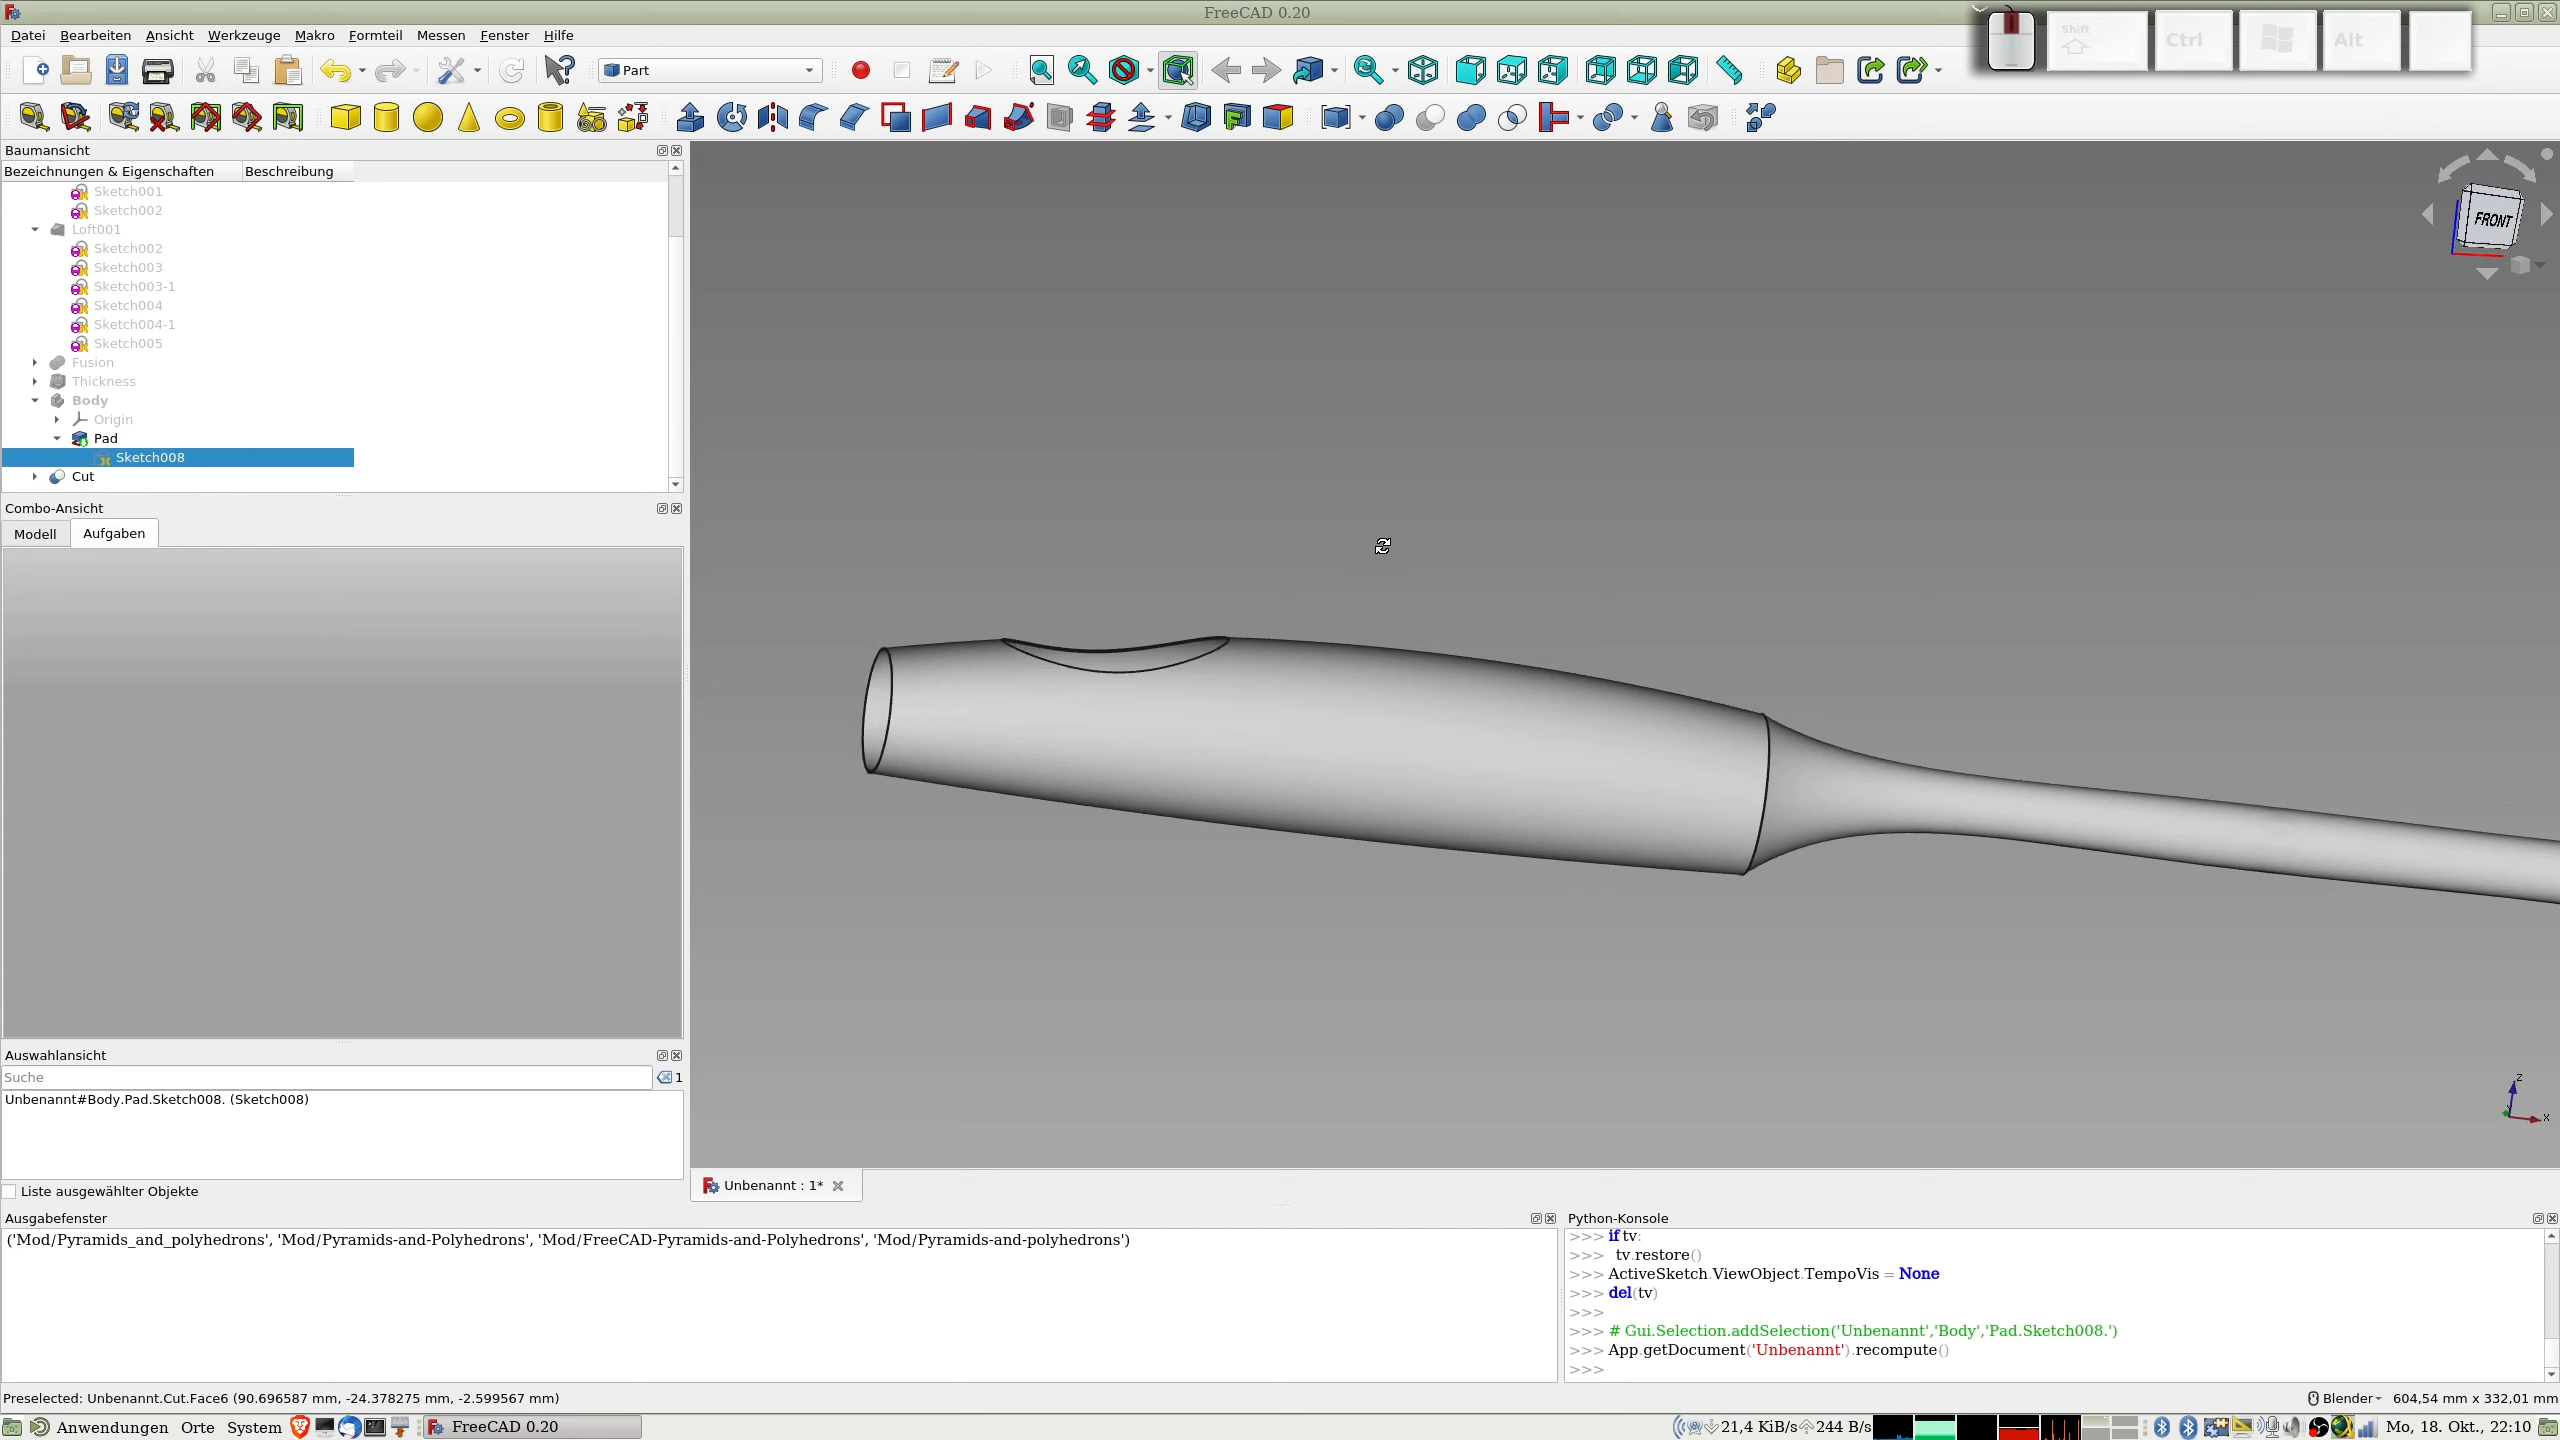 FreeCAD 0.20
Datei Bearbeiten Ansicht Werkzeuge Makro Formteil Messen Fenster Hilfe
Shift Ctrl Alt
Part
Baumansicht
Bezeichnungen & Eigenschaften Beschreibung
Sketch001
Sketch002
Loft001
Sketch002
Sketch003
Sketch003-1
Sketch004
Sketch004-1
Sketch005
Fusion
Thickness
Body
Origin
Pad
Sketch008
Cut
FRONT
Combo-Ansicht
Modell Aufgaben
Auswahlansicht
Suche 1
Unbenannt#Body.Pad.Sketch008. (Sketch008)
Liste ausgewählter Objekte
z
x
Unbenannt : 1*
Ausgabefenster
('Mod/Pyramids_and_polyhedrons', 'Mod/Pyramids-and-Polyhedrons', 'Mod/FreeCAD-Pyramids-and-Polyhedrons', 'Mod/Pyramids-and-polyhedrons')
Python-Konsole
>>> if tv:
>>>   tv.restore()
>>> ActiveSketch.ViewObject.TempoVis = None
>>> del(tv)
>>>
>>> # Gui.Selection.addSelection('Unbenannt','Body','Pad.Sketch008.')
>>> App.getDocument('Unbenannt').recompute()
>>>
Preselected: Unbenannt.Cut.Face6 (90.696587 mm, -24.378275 mm, -2.599567 mm)
Blender 604,54 mm x 332,01 mm
Anwendungen Orte System FreeCAD 0.20 21,4 KiB/s 244 B/s Mo, 18. Okt., 22:10